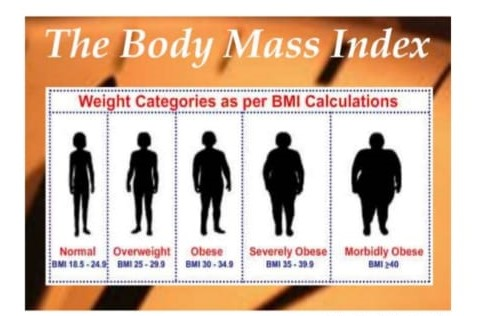 The Body Mass Index
Weight Categories as per BMI Calculations
Normal Overweight Obese Severely Obese Morbidly Obese
BMI 18.5 - 24.9 BMI 25 - 29.9 BMI 30 - 34.9 BMI 35 - 39.9 BMI ≥40